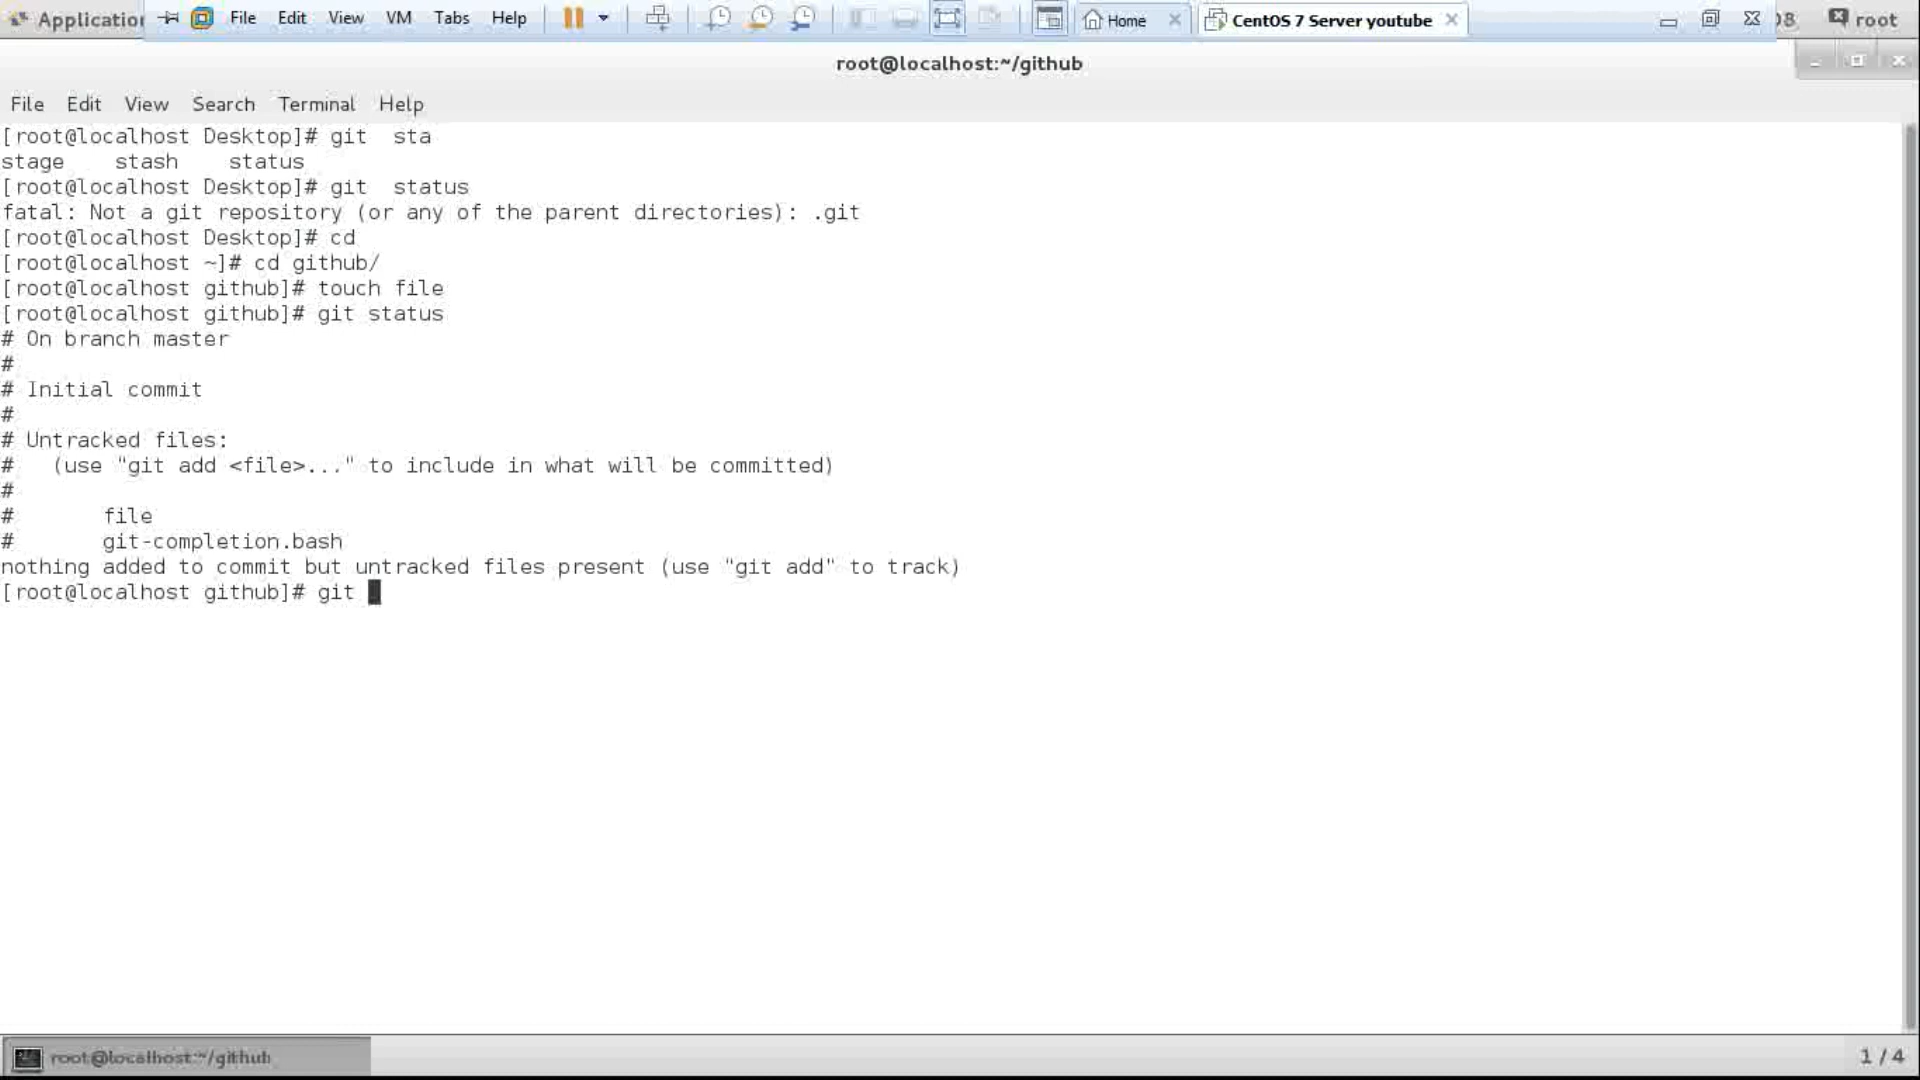 Application File Edit View VM Tabs Help Home CentOS 7 Server youtube 08 root
root@localhost:~/github
File Edit View Search Terminal Help
[root@localhost Desktop]# git  sta
stage    stash    status
[root@localhost Desktop]# git  status
fatal: Not a git repository (or any of the parent directories): .git
[root@localhost Desktop]# cd
[root@localhost ~]# cd github/
[root@localhost github]# touch file
[root@localhost github]# git status
# On branch master
#
# Initial commit
#
# Untracked files:
#   (use "git add <file>..." to include in what will be committed)
#
#       file
#       git-completion.bash
nothing added to commit but untracked files present (use "git add" to track)
[root@localhost github]# git
root@localhost:~/github
1 / 4